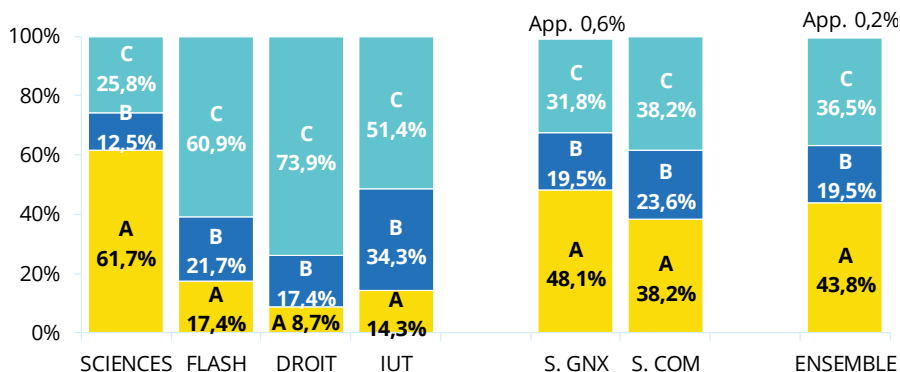 App. 0,6%
App. 0,2%
100%
80%
60%
40%
20%
0%
C
25,8%
B
12,5%
A
61,7%
C
60,9%
B
21,7%
A
17,4%
C
73,9%
B
17,4%
A 8,7%
C
51,4%
B
34,3%
A
14,3%
C
31,8%
B
19,5%
A
48,1%
C
38,2%
B
23,6%
A
38,2%
C
36,5%
B
19,5%
A
43,8%
SCIENCES FLASH DROIT IUT S. GNX S. COM ENSEMBLE